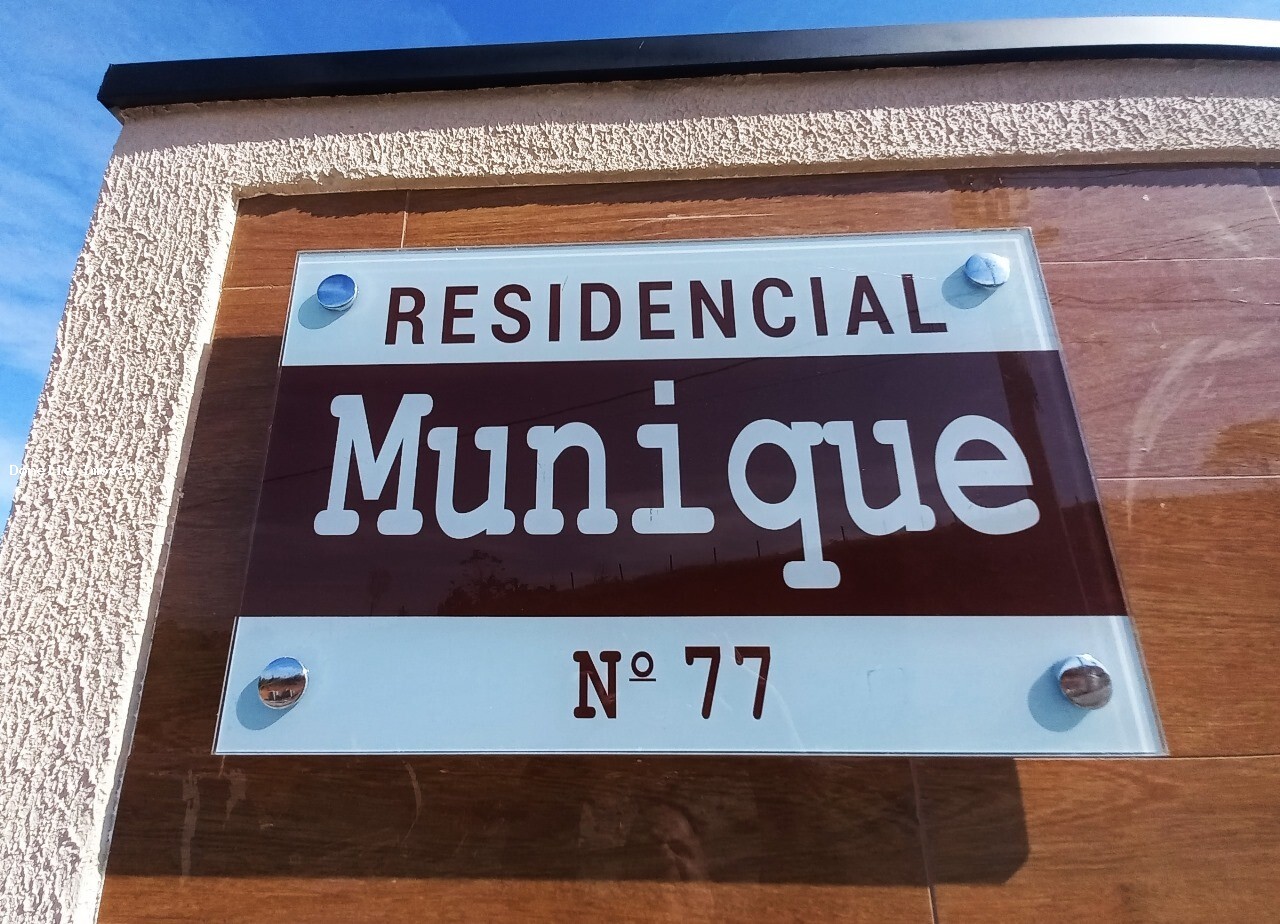 RESIDENCIAL
Munique
Nº 77